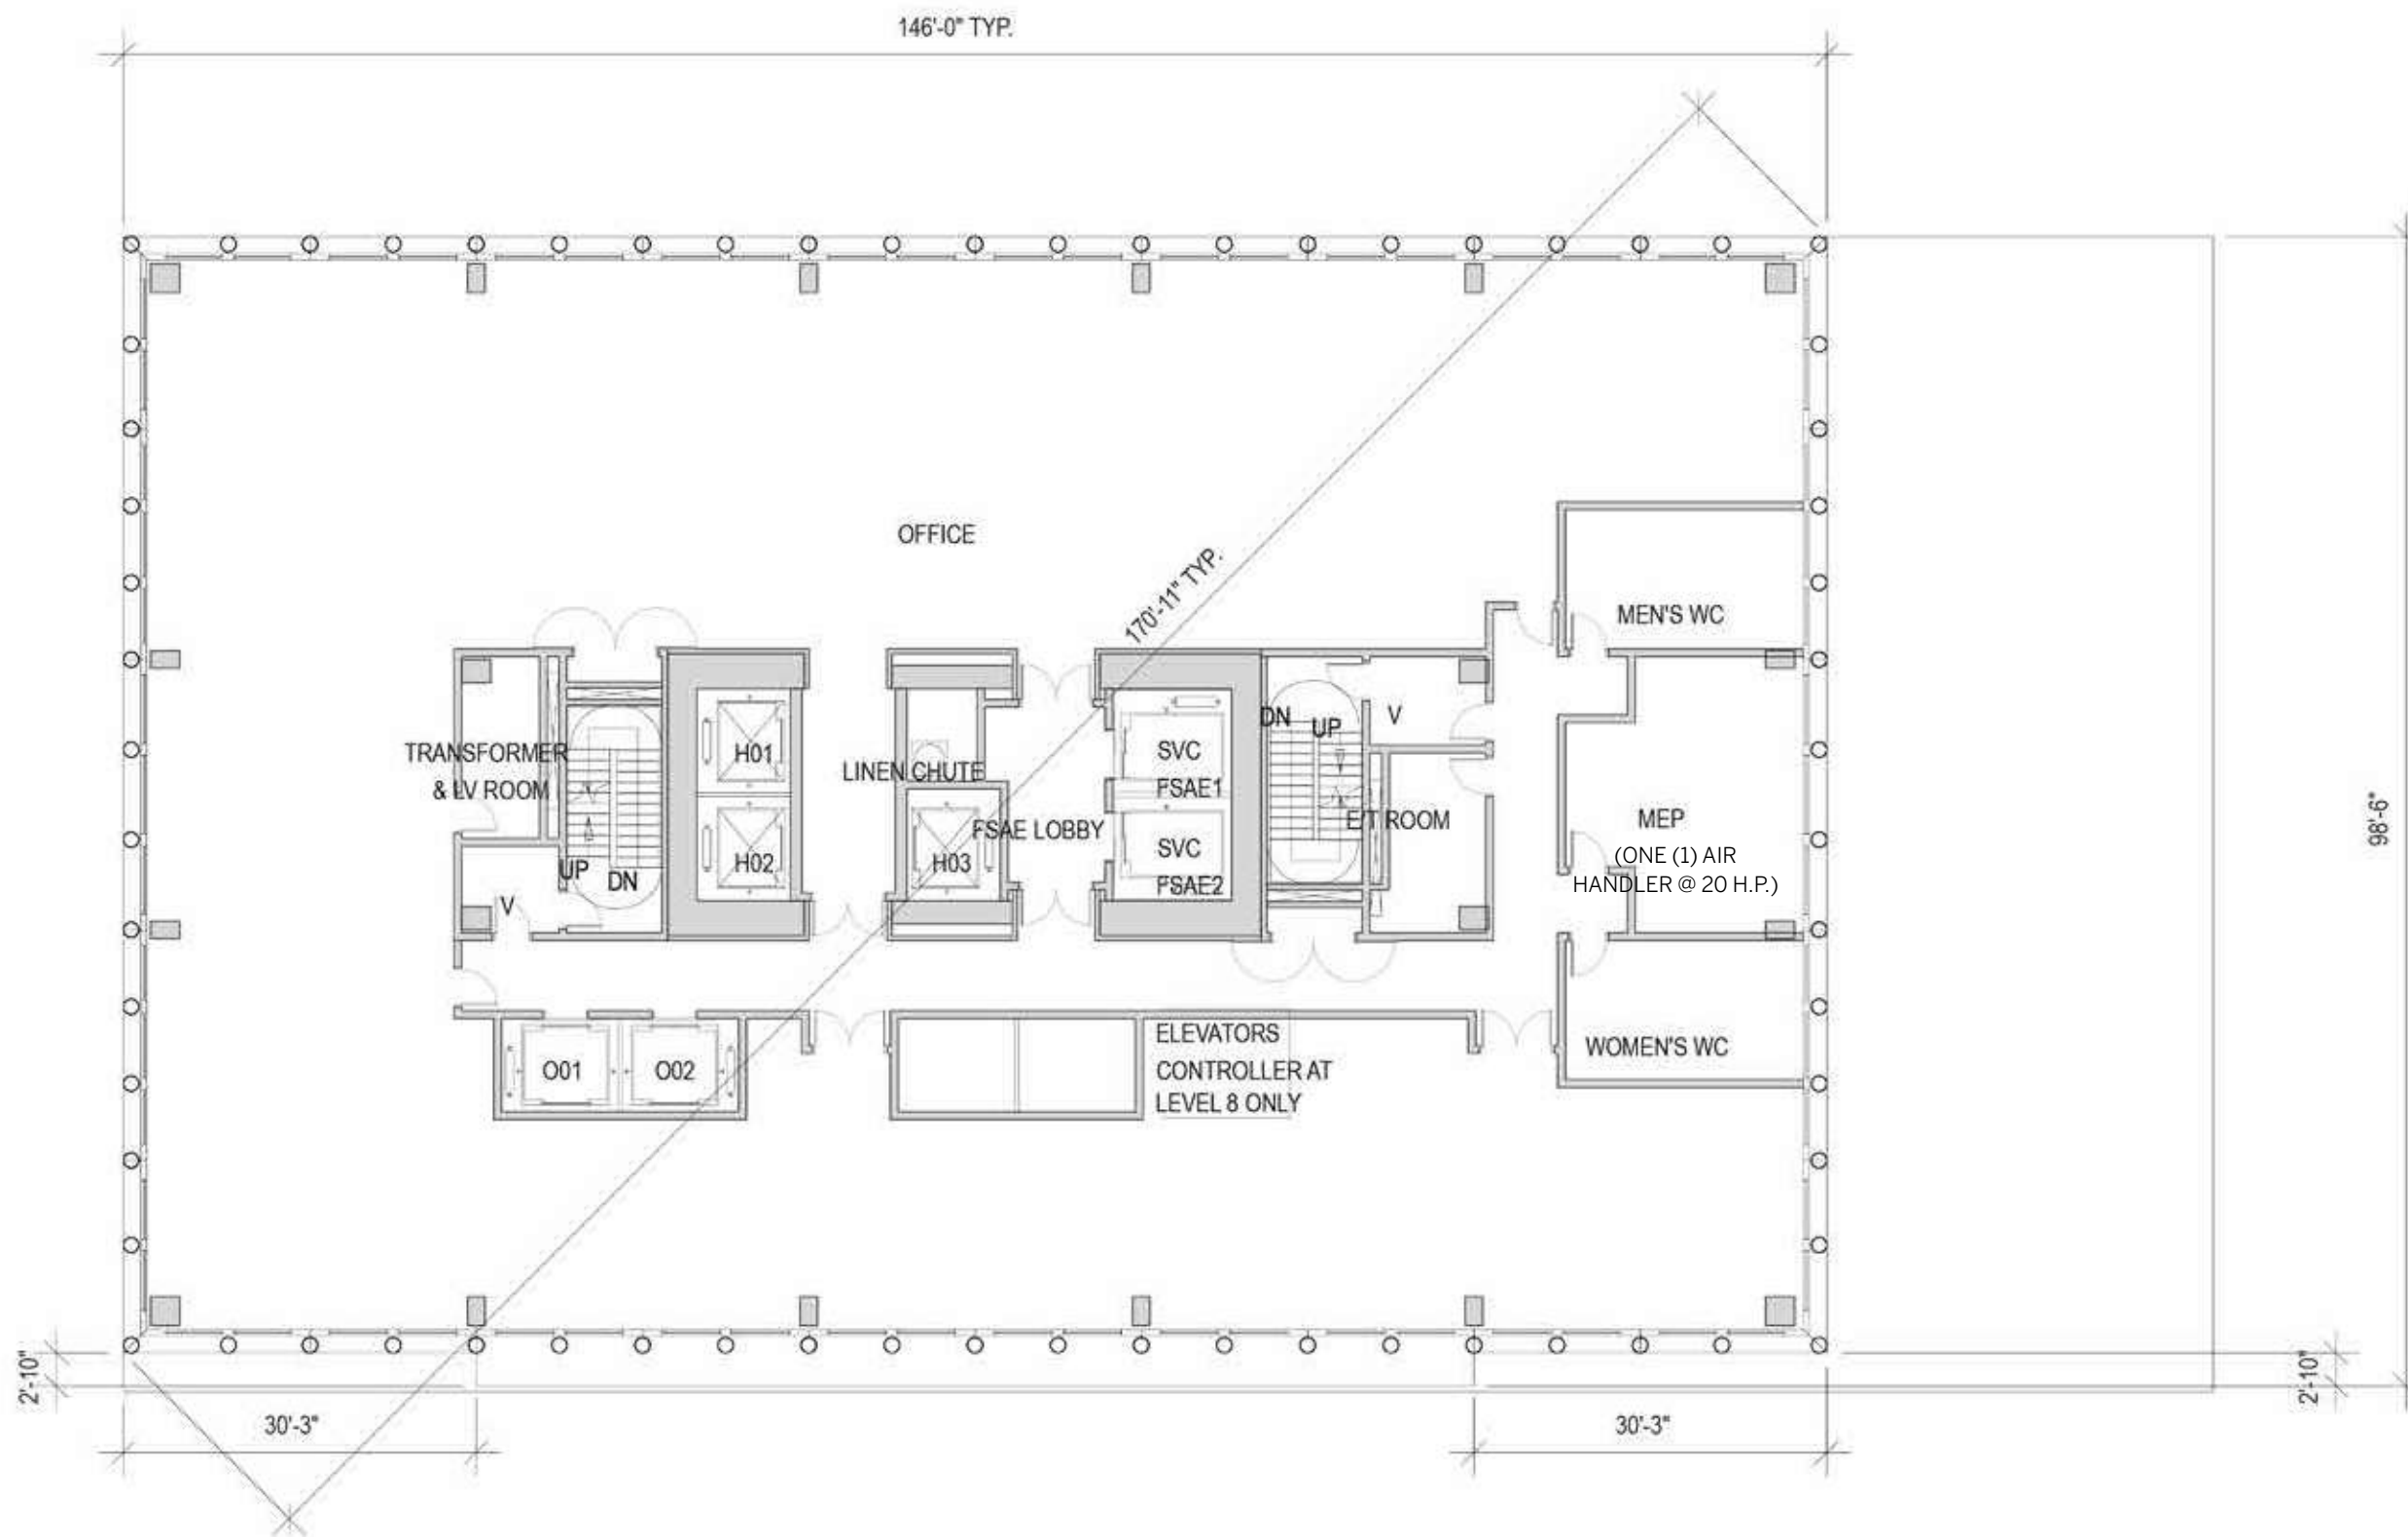 146'-0" TYP.
OFFICE
170'-11" TYP.
MEN'S WC
TRANSFORMER
& LV ROOM
UP
DN
V
H01
H02
LINEN CHUTE
H03
FSAE LOBBY
SVC
FSAE1
SVC
FSAE2
DN
UP
V
E/T ROOM
MEP
(ONE (1) AIR
HANDLER @ 20 H.P.)
98'-6"
O01
O02
ELEVATORS
CONTROLLER AT
LEVEL 8 ONLY
WOMEN'S WC
2'-10"
2'-10"
30'-3"
30'-3"